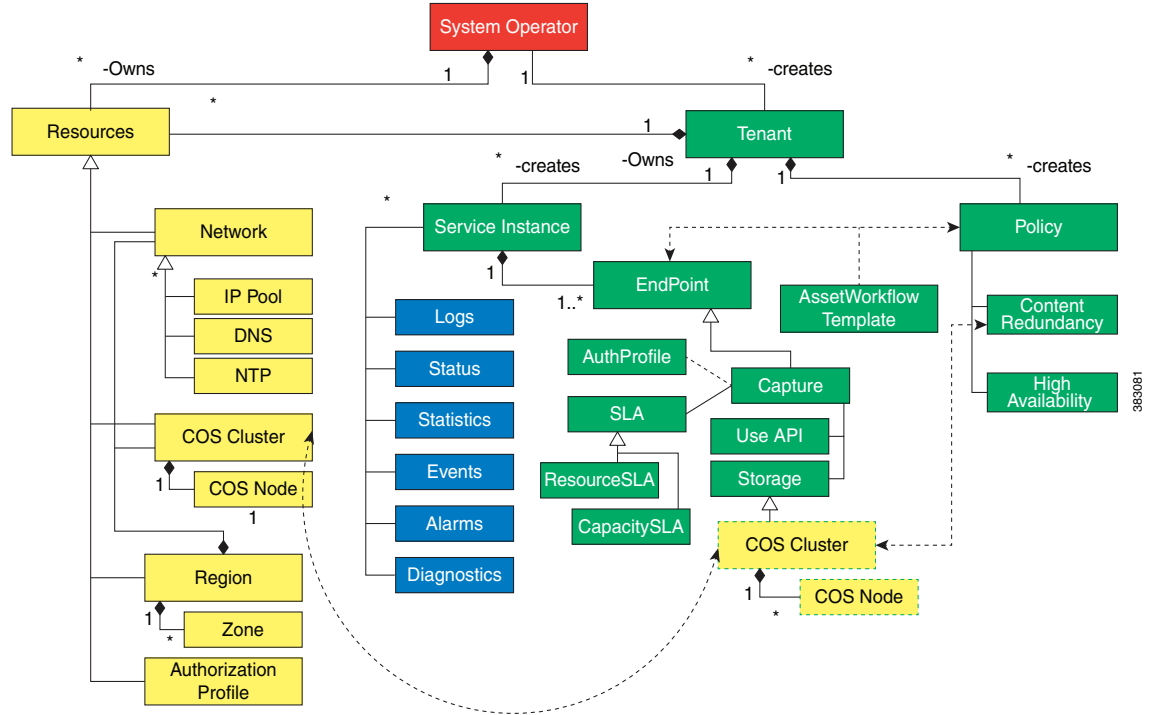 System Operator
*
-Owns
1
1
*
-creates
*
Resources
1
Tenant
*
-creates
-Owns
1
1
*
-creates
*
Service Instance
Policy
Network
*
1
EndPoint
1..*
IP Pool
DNS
NTP
Logs
Status
Statistics
Events
Alarms
Diagnostics
AssetWorkflow
Template
Content
Redundancy
High
Availability
AuthProfile
Capture
SLA
Use API
ResourceSLA
Storage
CapacitySLA
COS Cluster
1
COS Node
1
COS Cluster
1
*
COS Node
Region
1
*
Zone
Authorization
Profile
383081